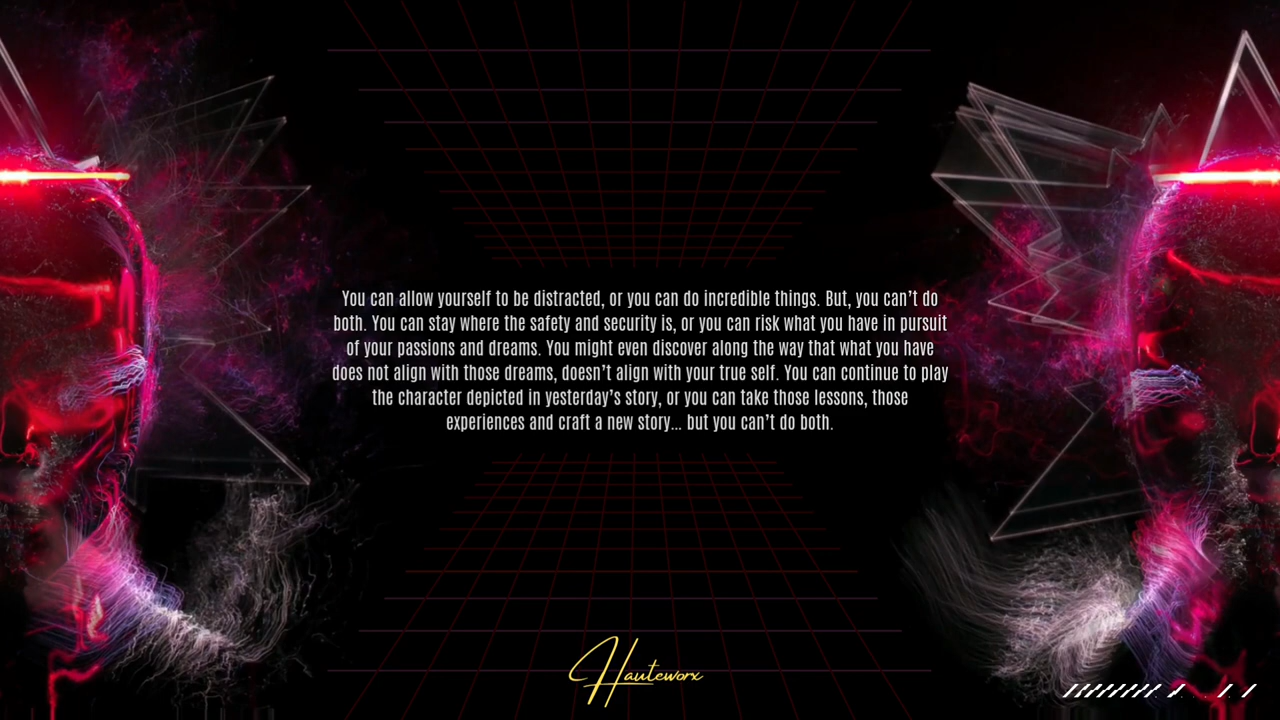 You can allow yourself to be distracted, or you can do incredible things. But, you can’t do
both. You can stay where the safety and security is, or you can risk what you have in pursuit
of your passions and dreams. You might even discover along the way that what you have
does not align with those dreams, doesn’t align with your true self. You can continue to play
the character depicted in yesterday’s story, or you can take those lessons, those
experiences and craft a new story... but you can’t do both.
Hauteworx